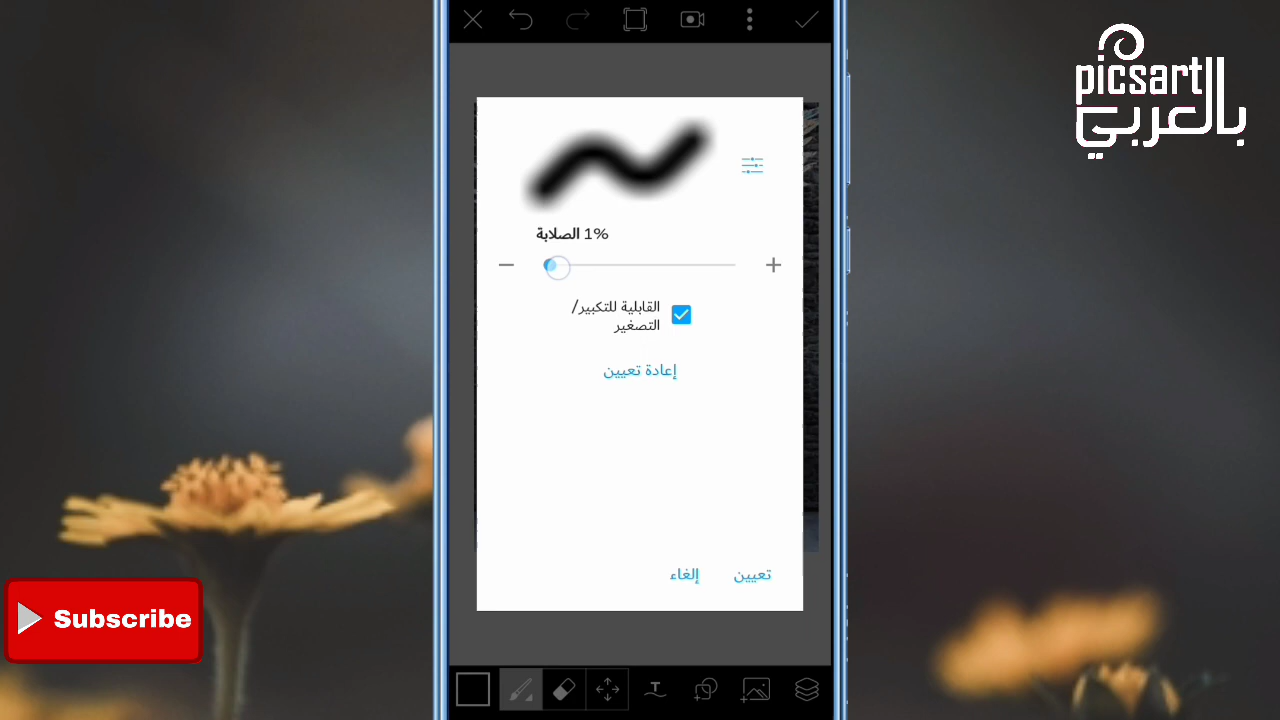 picsart
بالعربي
الصلابة 1%
القابلية للتكبير/
التصغير
إعادة تعيين
إلغاء
تعيين
Subscribe
T